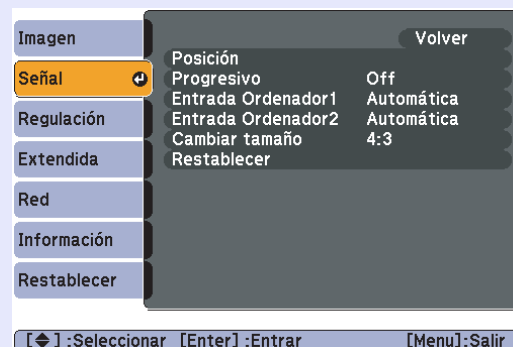 Imagen
Señal
Regulación
Extendida
Red
Información
Restablecer
Volver
Posición
Progresivo Off
Entrada Ordenador1 Automática
Entrada Ordenador2 Automática
Cambiar tamaño 4:3
Restablecer
[◆] :Seleccionar [Enter] :Entrar [Menu]:Salir